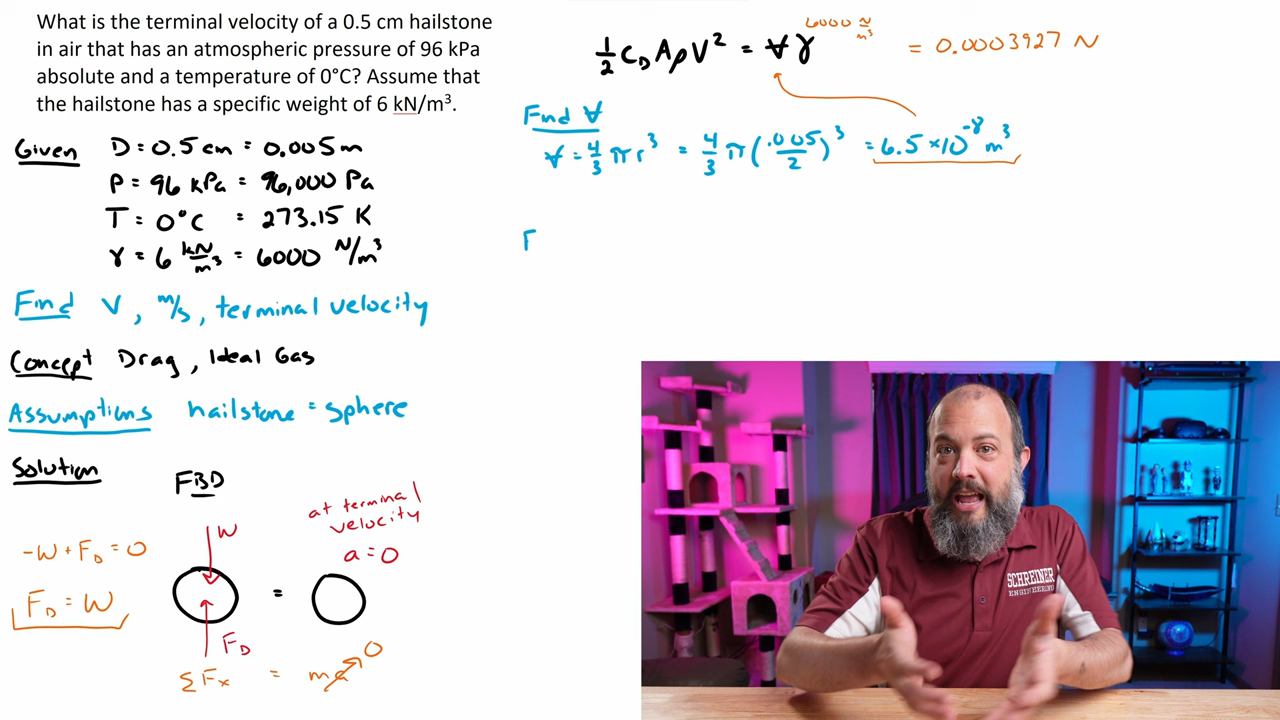 What is the terminal velocity of a 0.5 cm hailstone
in air that has an atmospheric pressure of 96 kPa
absolute and a temperature of 0°C? Assume that
the hailstone has a specific weight of 6 kN/m³.
Given D = 0.5 cm = 0.005 m
P = 96 kPa = 96,000 Pa
T = 0°C = 273.15 K
γ = 6 kN/m³ = 6000 N/m³
Find V, m/s, terminal velocity
Concept Drag, Ideal Gas
Assumptions hailstone = sphere
Solution
FBD
at terminal
velocity
a = 0
W
-W + F_D = 0
=
F_D = W
F_D
ΣFx = ma 0
6000 N/m³
½ C_D A ρ V² = V γ = 0.0003927 N
Find V
V = 4/3 π r³ = 4/3 π (.005/2)³ = 6.5 × 10⁻⁸ m³
F
SCHREINER
ENGINEERING